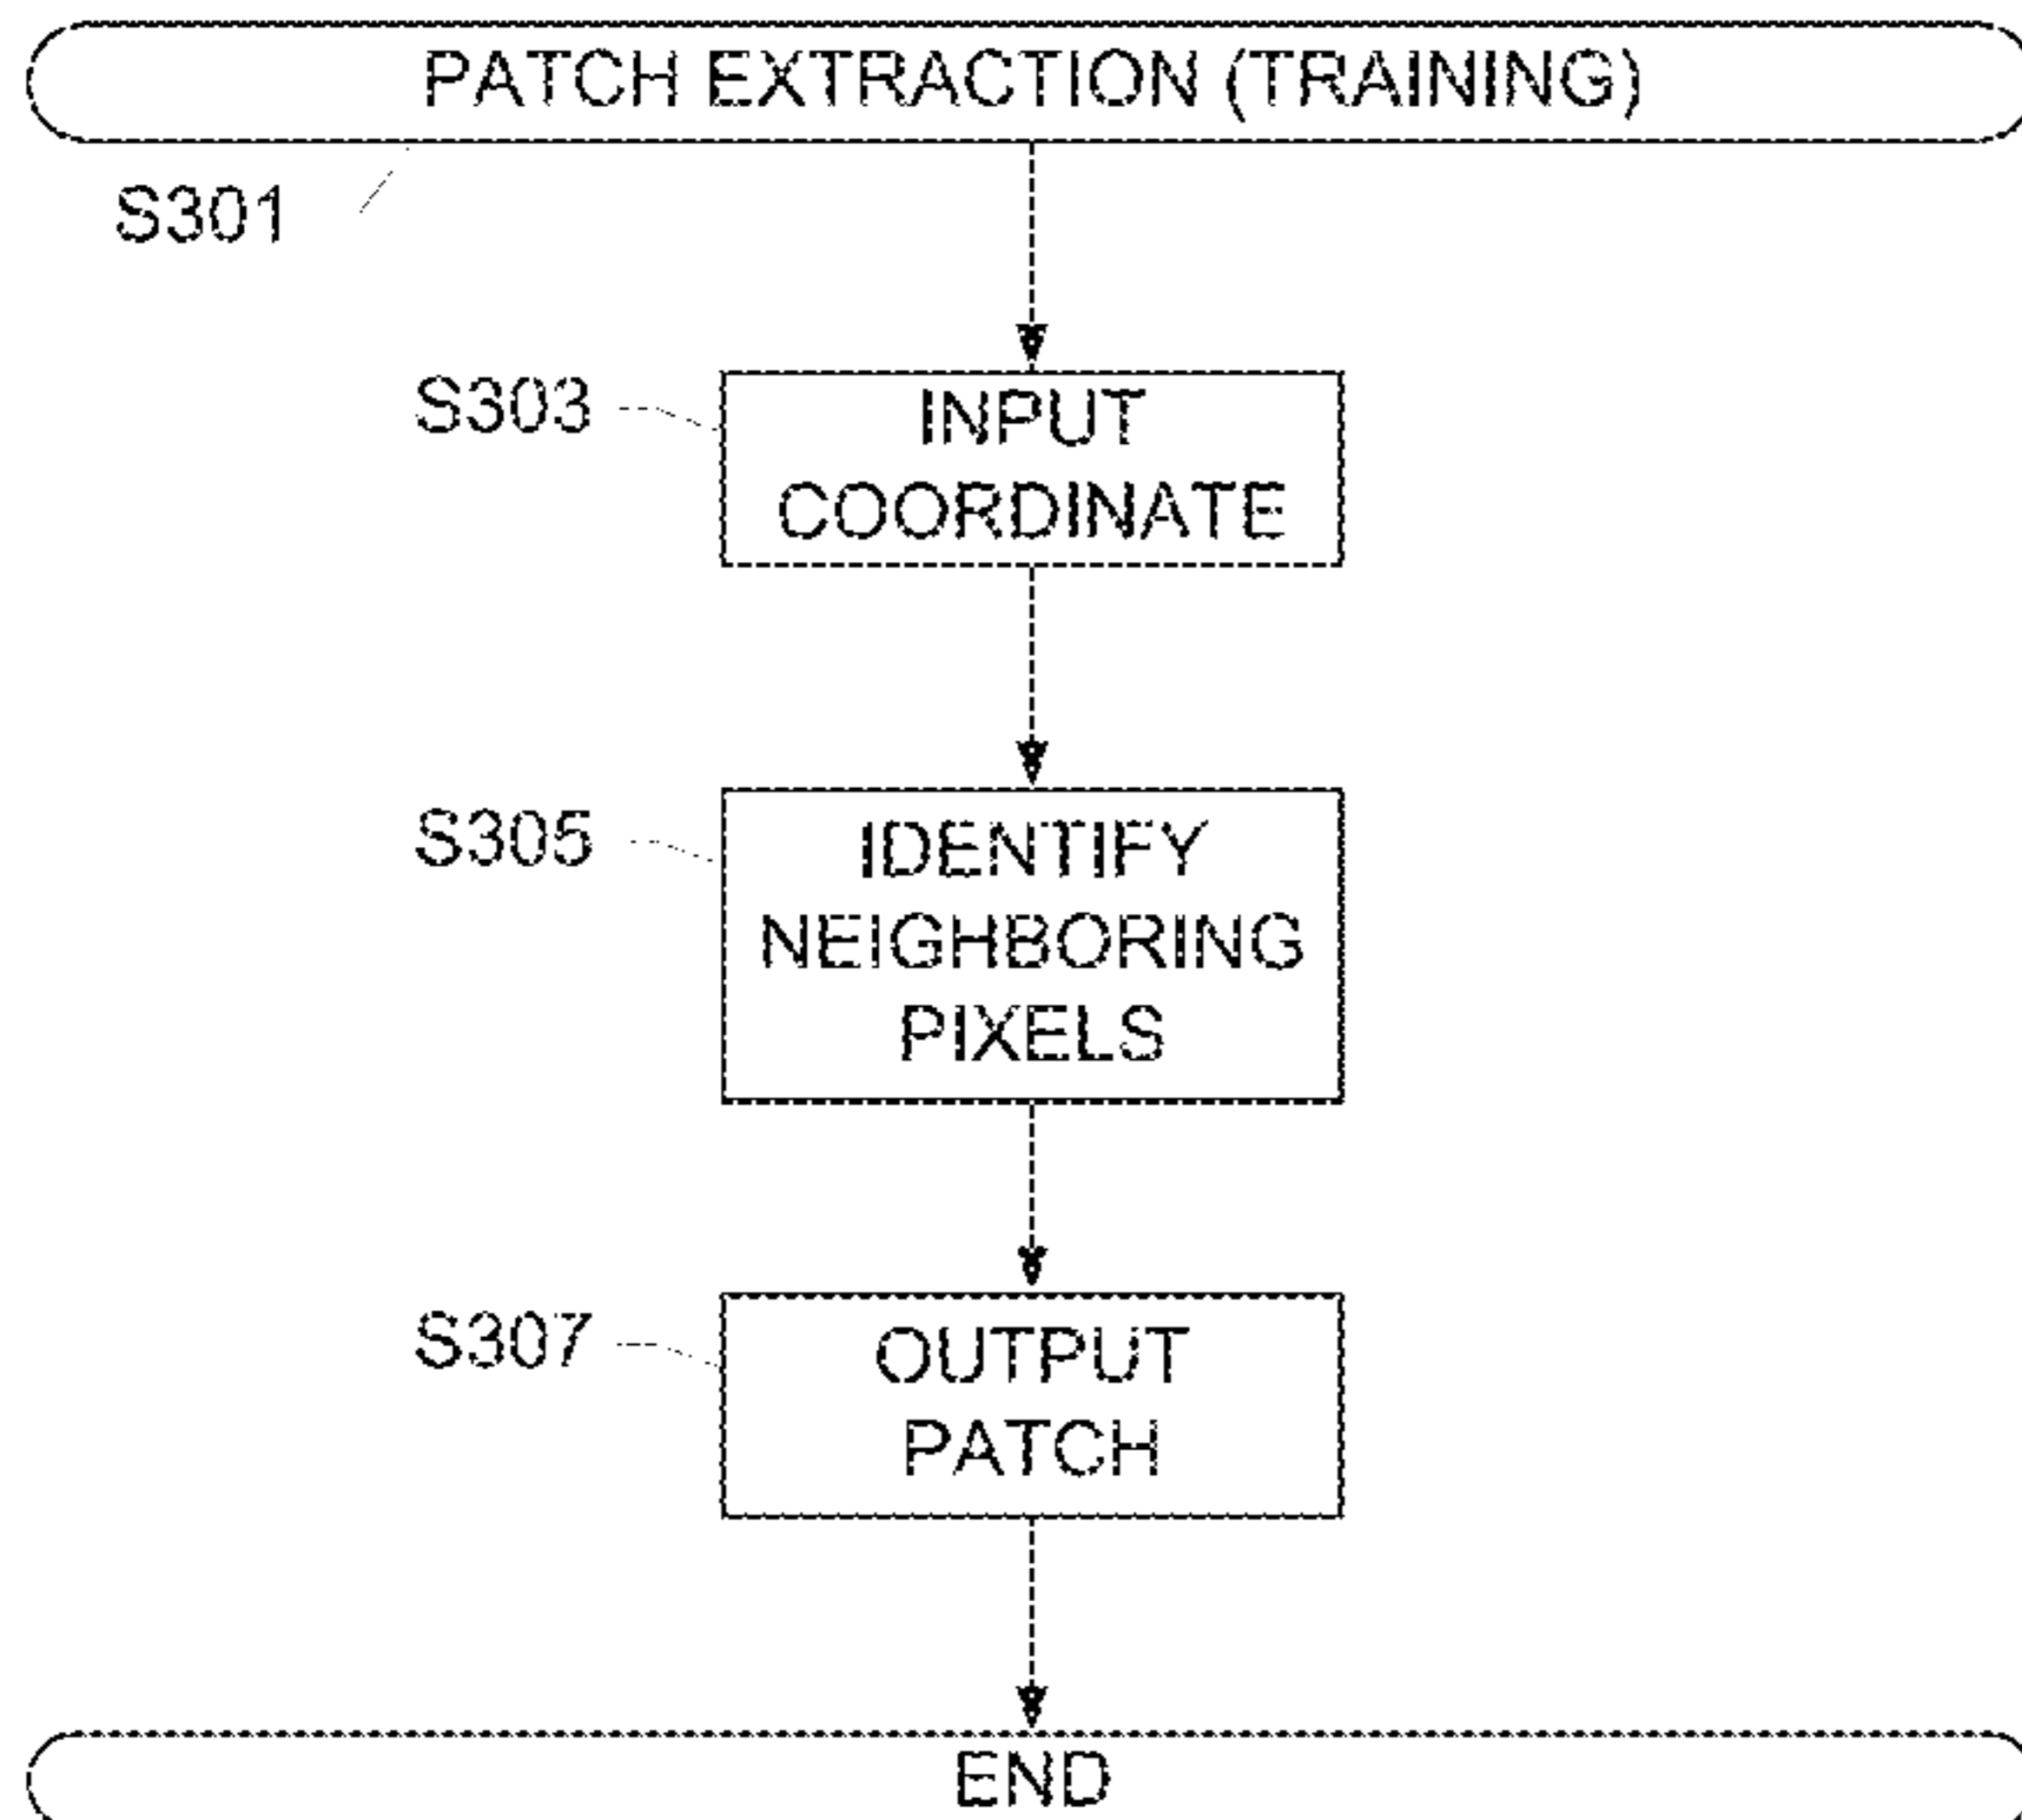 PATCH EXTRACTION (TRAINING)
S301
S303
INPUT
COORDINATE
S305
IDENTIFY
NEIGHBORING
PIXELS
S307
OUTPUT
PATCH
END